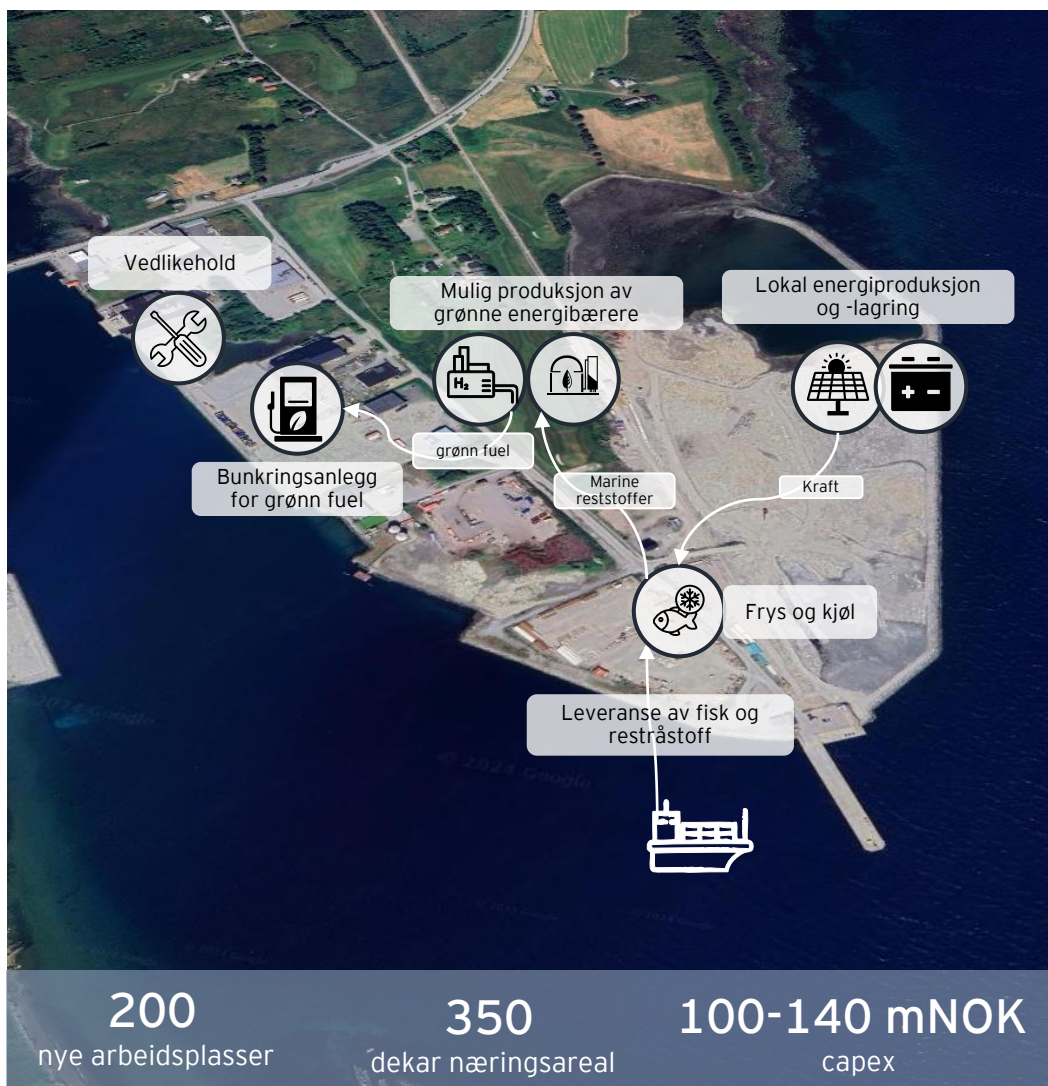 Vedlikehold
Mulig produksjon av
grønne energibærere
Lokal energiproduksjon
og -lagring
H₂
+ -
grønn fuel
Bunkringsanlegg
for grønn fuel
Marine
reststoffer
Kraft
Frys og kjøl
Leveranse av fisk og
restråstoff
© 2024 Google
200
nye arbeidsplasser
350
dekar næringsareal
100-140 mNOK
capex